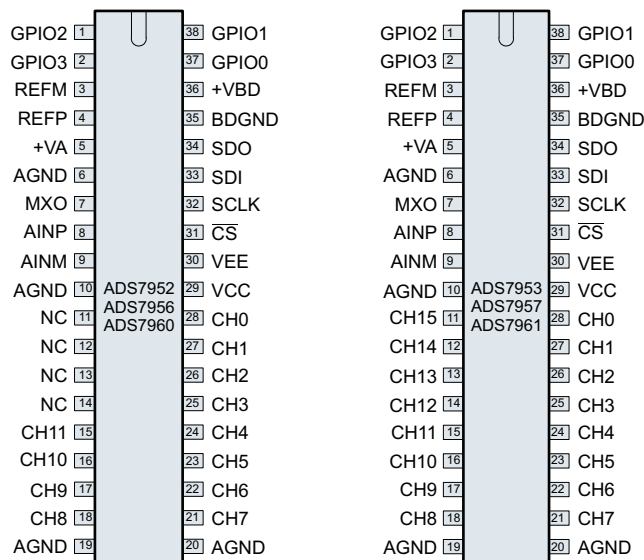 GPIO2 1 38 GPIO1
GPIO3 2 37 GPIO0
REFM 3 36 +VBD
REFP 4 35 BDGND
+VA 5 34 SDO
AGND 6 33 SDI
MXO 7 32 SCLK
AINP 8 31 CS
AINM 9 30 VEE
AGND 10 29 VCC
NC 11 28 CH0
NC 12 27 CH1
NC 13 26 CH2
NC 14 25 CH3
CH11 15 24 CH4
CH10 16 23 CH5
CH9 17 22 CH6
CH8 18 21 CH7
AGND 19 20 AGND
ADS7952
ADS7956
ADS7960
GPIO2 1 38 GPIO1
GPIO3 2 37 GPIO0
REFM 3 36 +VBD
REFP 4 35 BDGND
+VA 5 34 SDO
AGND 6 33 SDI
MXO 7 32 SCLK
AINP 8 31 CS
AINM 9 30 VEE
AGND 10 29 VCC
CH15 11 28 CH0
CH14 12 27 CH1
CH13 13 26 CH2
CH12 14 25 CH3
CH11 15 24 CH4
CH10 16 23 CH5
CH9 17 22 CH6
CH8 18 21 CH7
AGND 19 20 AGND
ADS7953
ADS7957
ADS7961